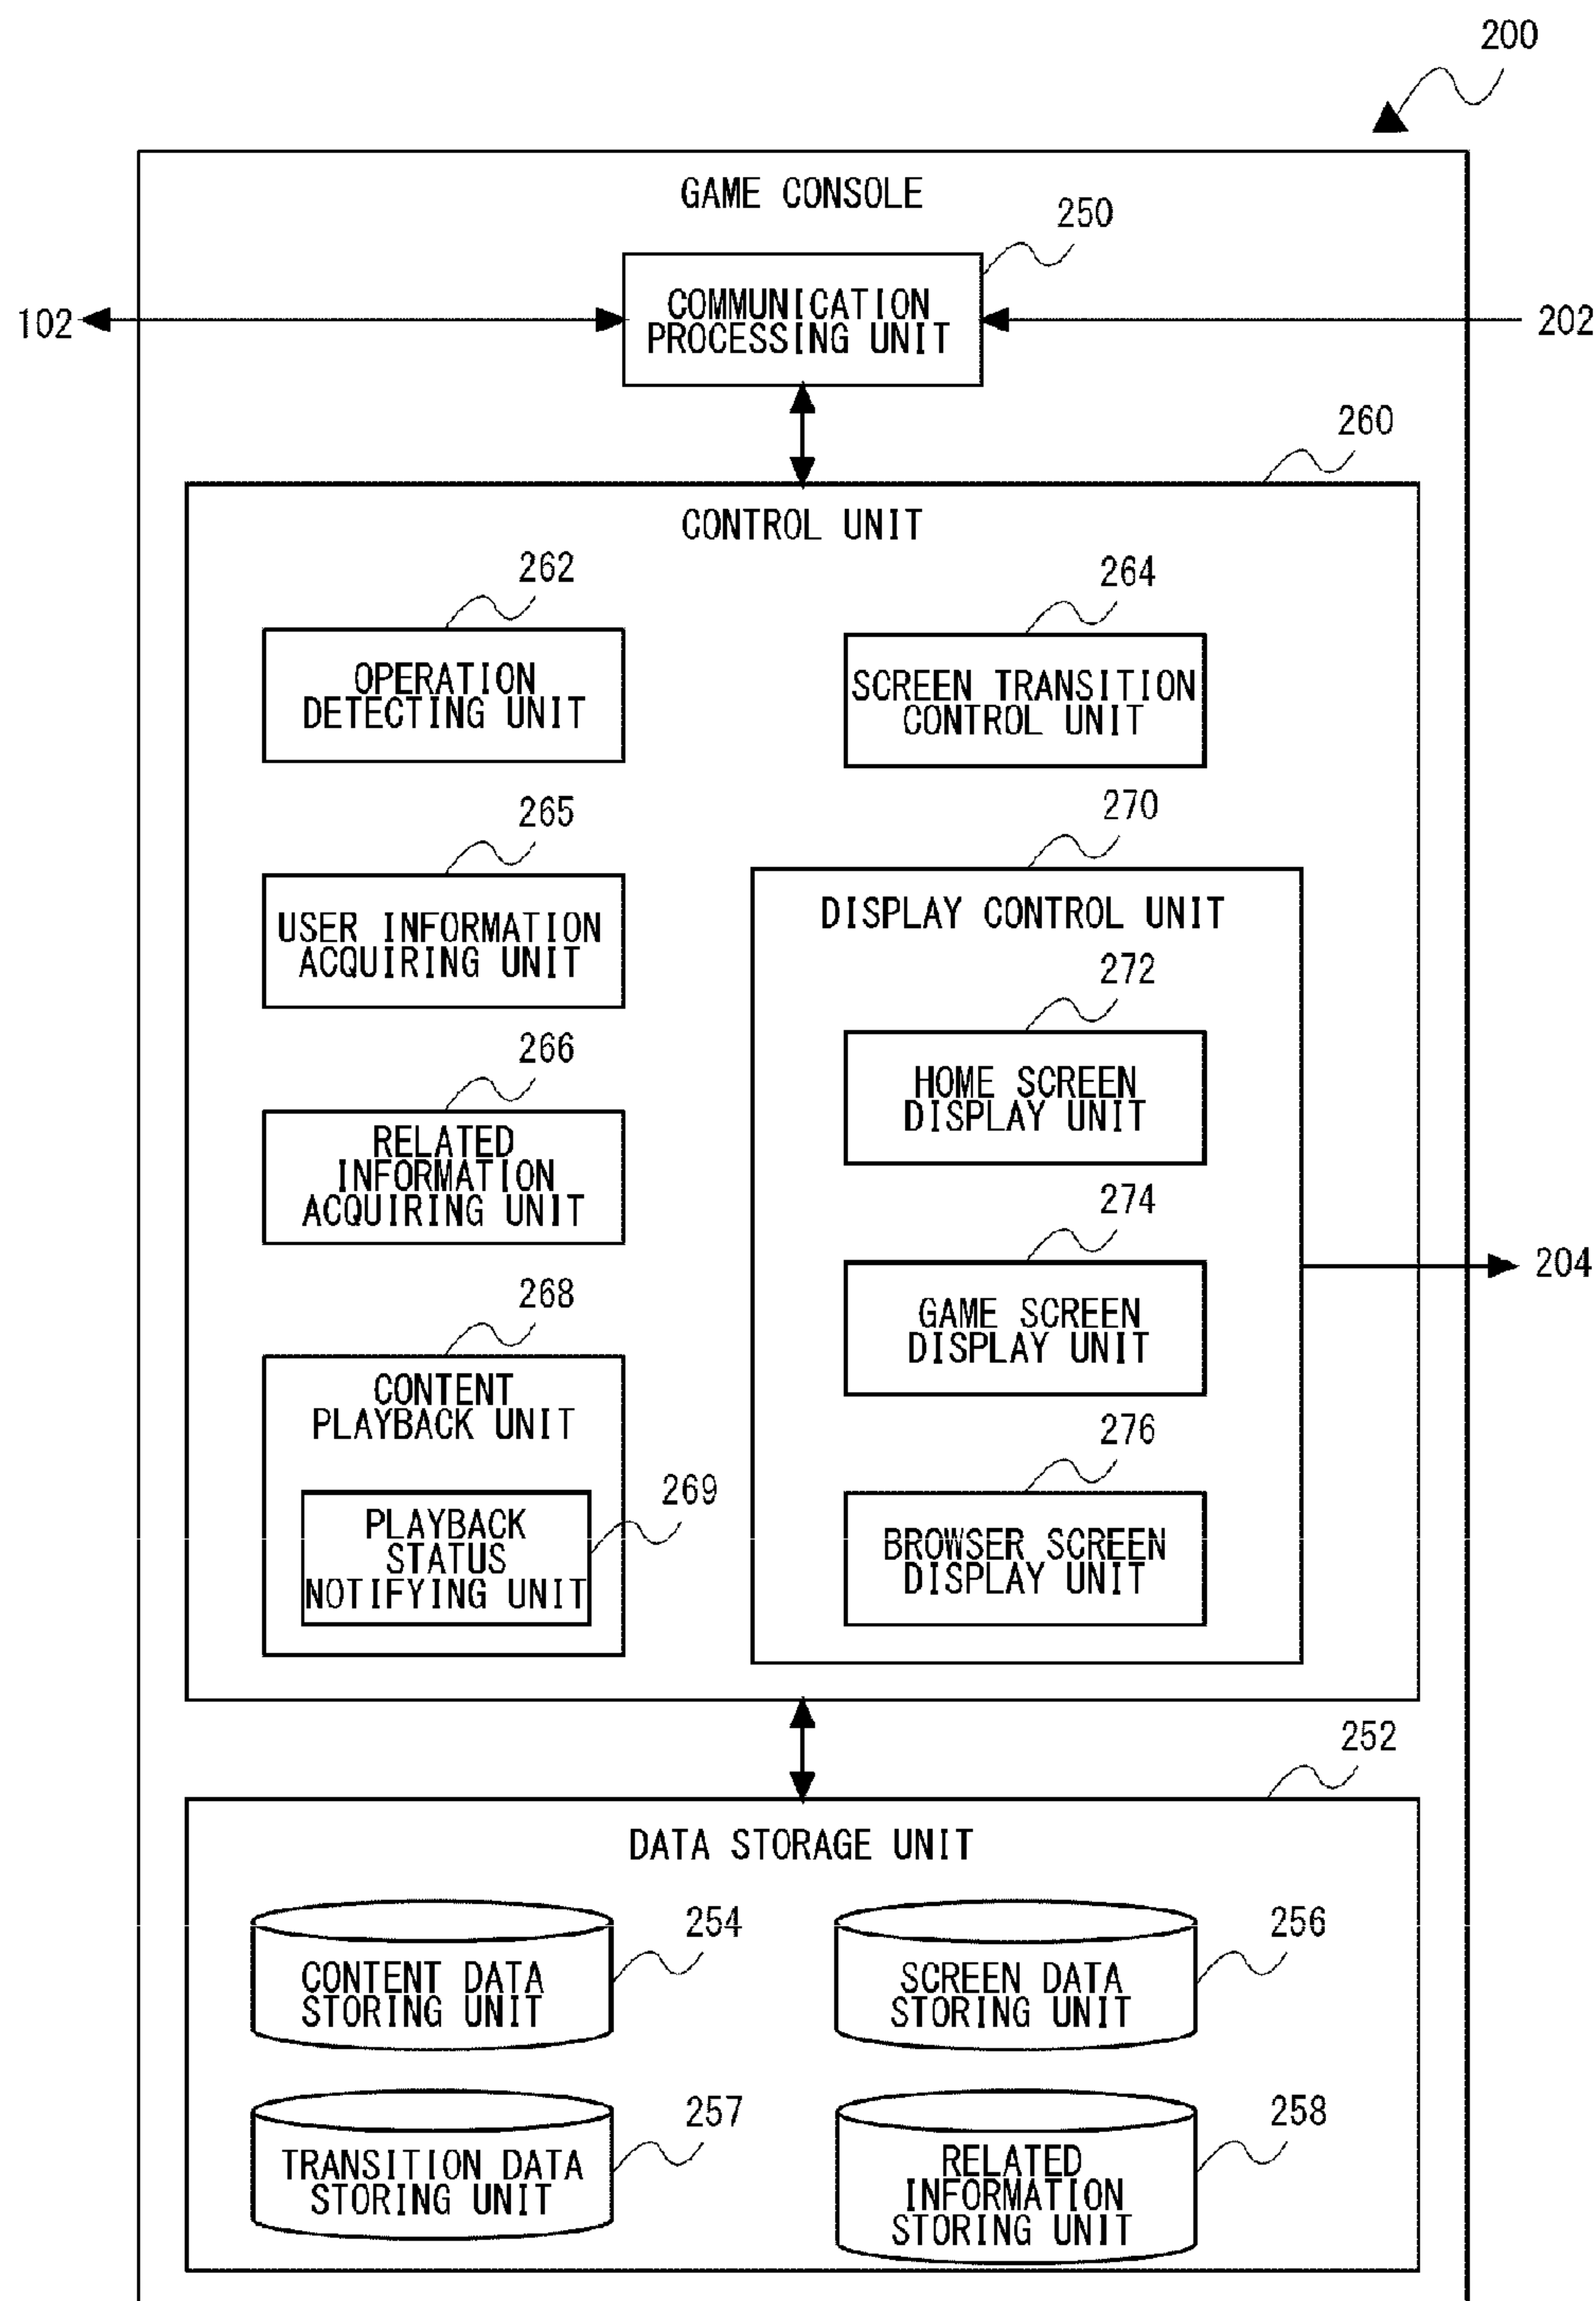 200
GAME CONSOLE
250
COMMUNICATION
PROCESSING UNIT
102
202
260
CONTROL UNIT
262
OPERATION
DETECTING UNIT
264
SCREEN TRANSITION
CONTROL UNIT
265
USER INFORMATION
ACQUIRING UNIT
270
DISPLAY CONTROL UNIT
272
HOME SCREEN
DISPLAY UNIT
266
RELATED
INFORMATION
ACQUIRING UNIT
274
GAME SCREEN
DISPLAY UNIT
204
268
CONTENT
PLAYBACK UNIT
269
PLAYBACK
STATUS
NOTIFYING UNIT
276
BROWSER SCREEN
DISPLAY UNIT
252
DATA STORAGE UNIT
254
CONTENT DATA
STORING UNIT
256
SCREEN DATA
STORING UNIT
257
TRANSITION DATA
STORING UNIT
258
RELATED
INFORMATION
STORING UNIT